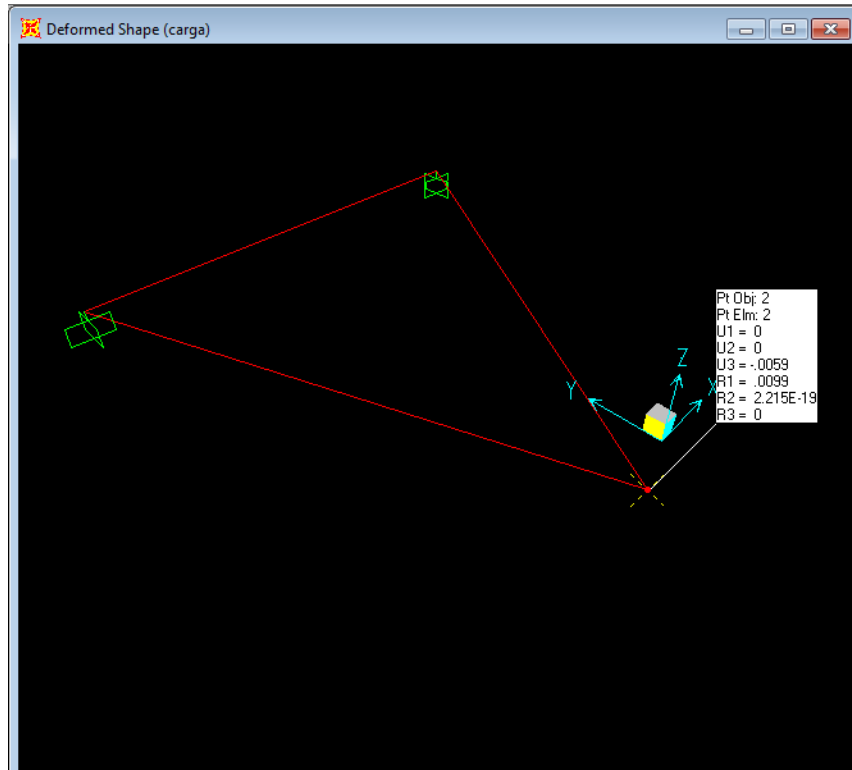 Deformed Shape (carga)
Z
Y
X
Pt Obj: 2
Pt Elm: 2
U1 = 0
U2 = 0
U3 = -.0059
R1 = .0099
R2 = 2.215E-19
R3 = 0